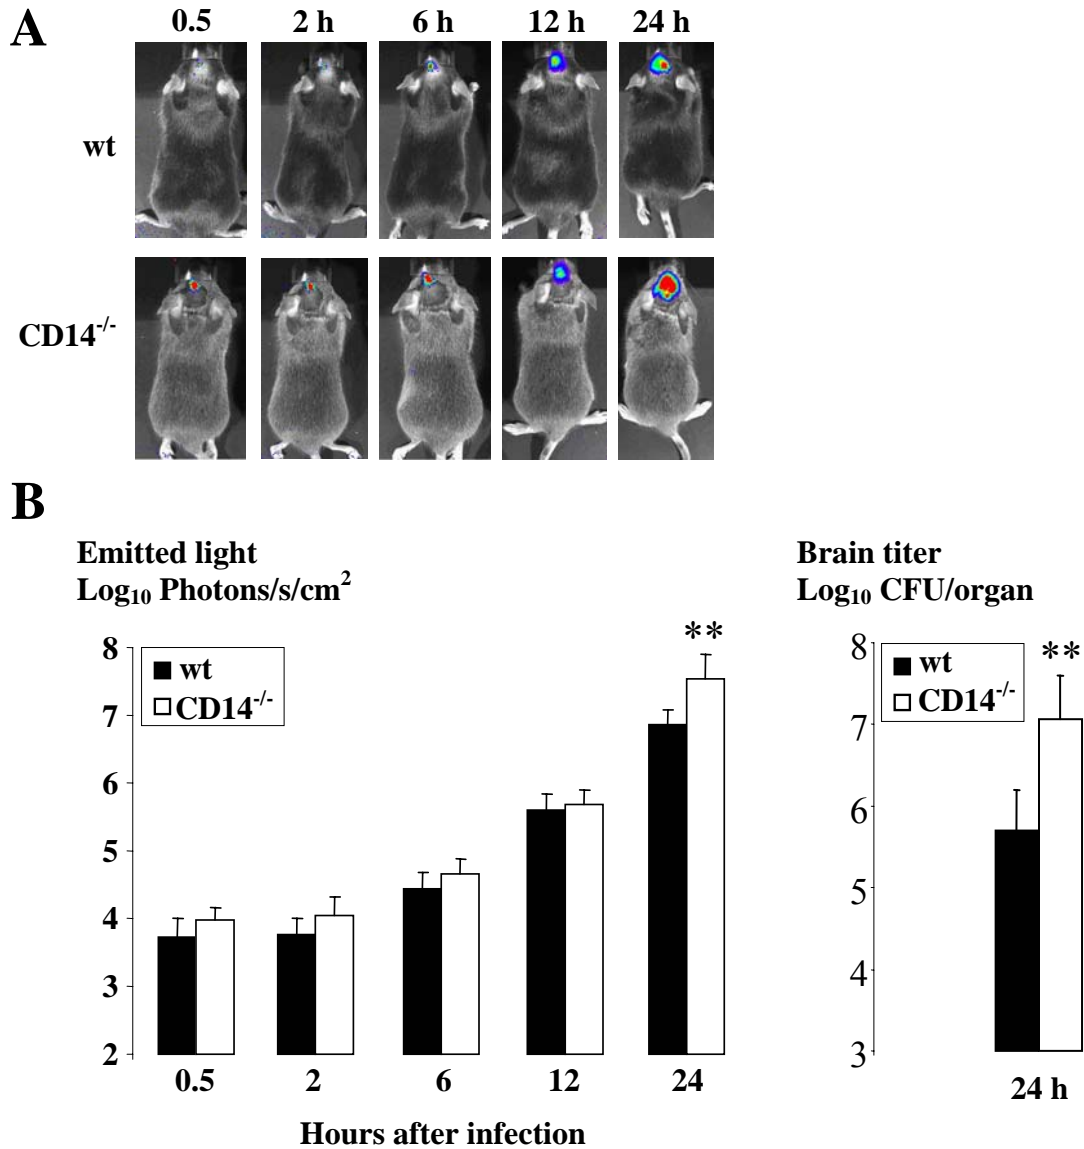 A
0.5 2 h 6 h 12 h 24 h
wt
CD14-/-
B
Emitted light
Log10 Photons/s/cm2
8
7
6
5
4
3
2
wt
CD14-/-
**
0.5 2 6 12 24
Hours after infection
Brain titer
Log10 CFU/organ
8
7
6
5
4
3
wt
CD14-/-
**
24 h